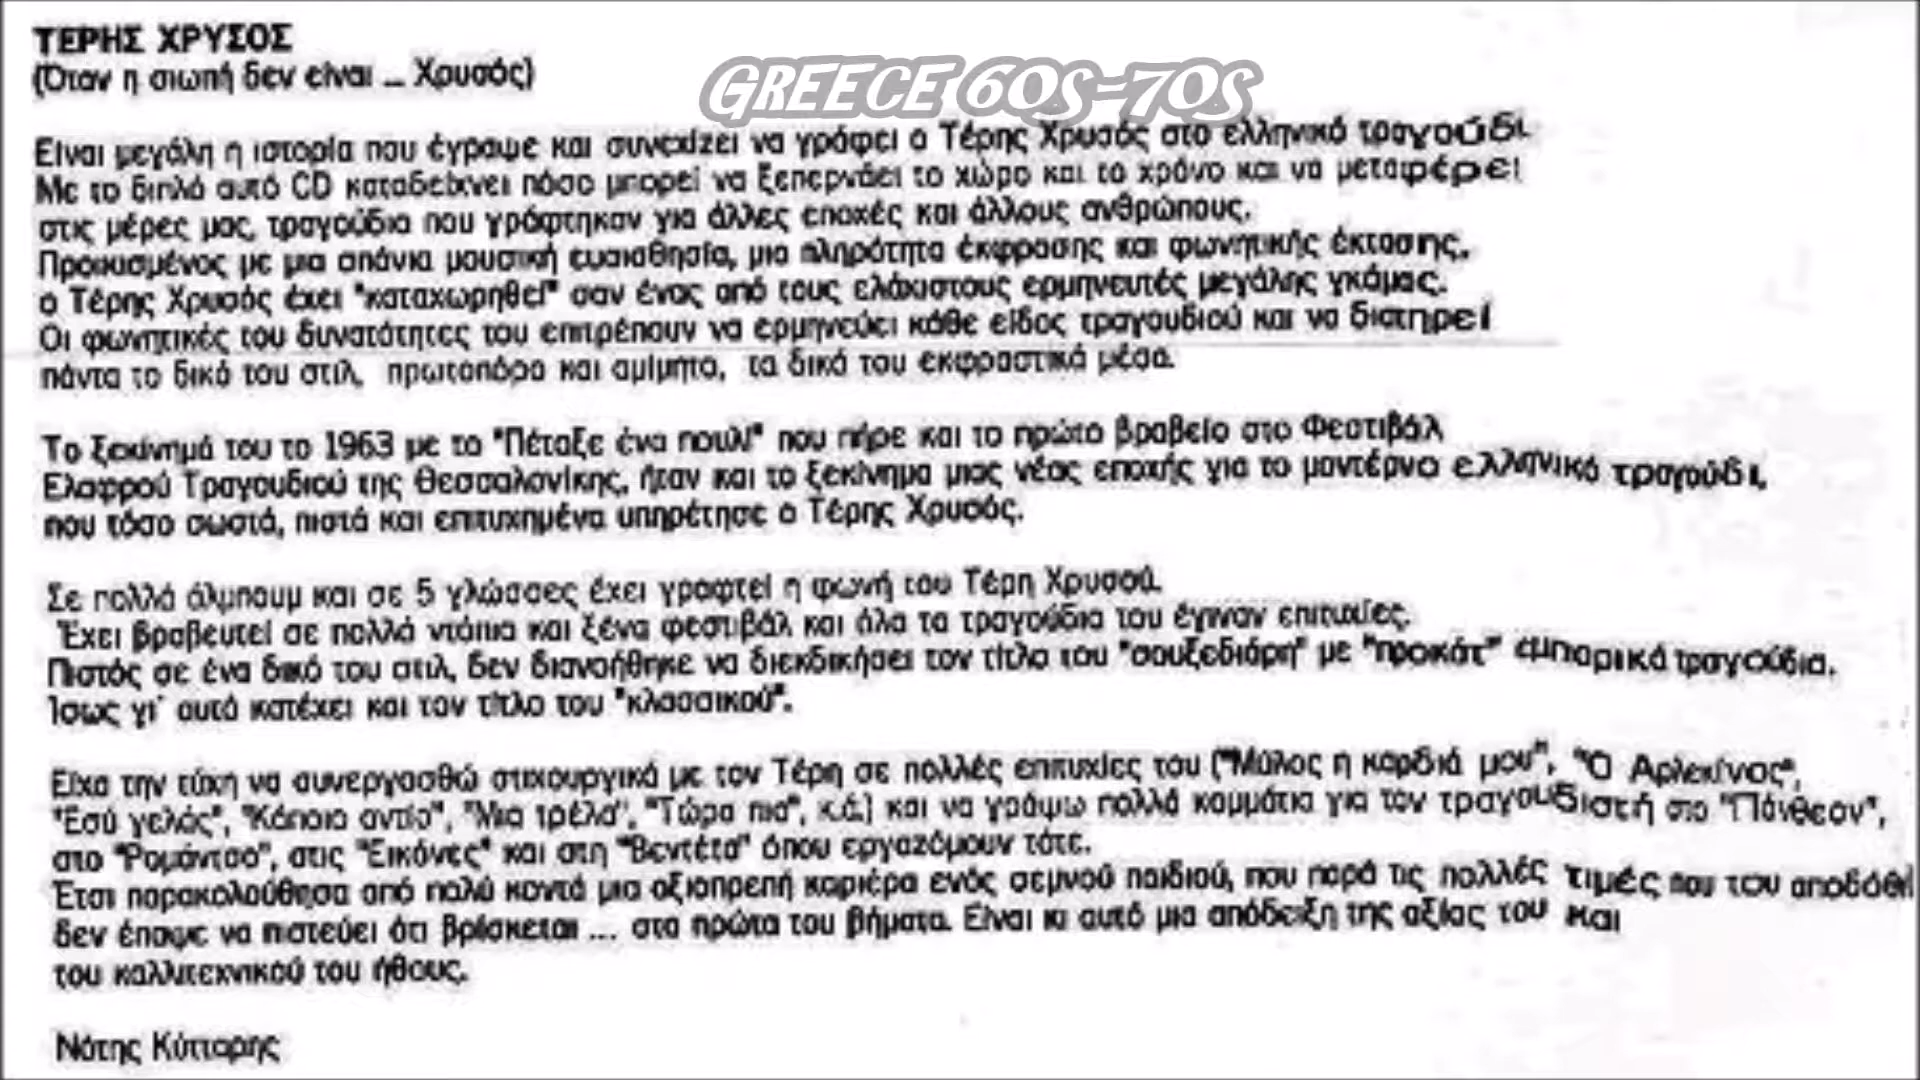 ΤΕΡΗΣ ΧΡΥΣΟΣ
(Όταν η σιωπή δεν είναι ... Χρυσός)
GREECE 60S-70S
Είναι μεγάλη η ιστορία που έγραψε και συνεχίζει να γράφει ο Τέρης Χρυσός στο ελληνικό τραγούδι.
Με το διπλό αυτό CD καταδείχνει πόσο μπορεί να ξεπερνάει το χώρο και το χρόνο και να μεταφέρει
στις μέρες μας, τραγούδια που γράφτηκαν για άλλες εποχές και άλλους ανθρώπους.
Προικισμένος με μια σπάνια μουσική ευαισθησία, μια πληρότητα έκφρασης και φωνητικής έκτασης,
ο Τέρης Χρυσός έχει "καταχωρηθεί" σαν ένας από τους ελάχιστους ερμηνευτές μεγάλης γκάμας.
Οι φωνητικές του δυνατότητες του επιτρέπουν να ερμηνεύει κάθε είδος τραγουδιού και να διατηρεί
πάντα το δικό του στιλ, πρωτοπόρο και αμίμητο, τα δικά του εκφραστικά μέσα.
Το ξεκίνημά του το 1963 με το "Πέταξε ένα πουλί" που πήρε και το πρώτο βραβείο στο Φεστιβάλ
Ελαφρού Τραγουδιού της Θεσσαλονίκης, ήταν και το ξεκίνημα μιας νέας εποχής για το μοντέρνο ελληνικό τραγούδι,
που τόσο σωστά, πιστά και επιτυχημένα υπηρέτησε ο Τέρης Χρυσός.
Σε πολλά άλμπουμ και σε 5 γλώσσες έχει γραφτεί η φωνή του Τέρη Χρυσού.
Έχει βραβευτεί σε πολλά ντόπια και ξένα φεστιβάλ και όλα τα τραγούδια του έγιναν επιτυχίες.
Πιστός σε ένα δικό του στιλ, δεν διανοήθηκε να διεκδικήσει τον τίτλο του "σουξεδιάρη" με "προκάτ" εμπορικά τραγούδια.
Ίσως γι' αυτό κατέχει και τον τίτλο του "κλασσικού".
Είχα την τύχη να συνεργασθώ στιχουργικά με τον Τέρη σε πολλές επιτυχίες του ("Μύλος η καρδιά μου", "Ο Αρλεκίνος",
"Εσύ γελάς", "Κάποιο αντίο", "Μια τρέλα", "Τώρα πια", κ.ά.) και να γράψω πολλά κομμάτια για τον τραγουδιστή στο "Πάνθεον",
στο "Ρομάντσο", στις "Εικόνες" και στη "Βεντέτα" όπου εργαζόμουν τότε.
Έτσι παρακολούθησα από πολύ κοντά μια αξιοπρεπή καριέρα ενός σεμνού παιδιού, που παρά τις πολλές τιμές που του αποδόθη
δεν έπαψε να πιστεύει ότι βρίσκεται ... στα πρώτα του βήματα. Είναι κι αυτό μια απόδειξη της αξίας του και
του καλλιτεχνικού του ήθους.
Νότης Κύτταρης